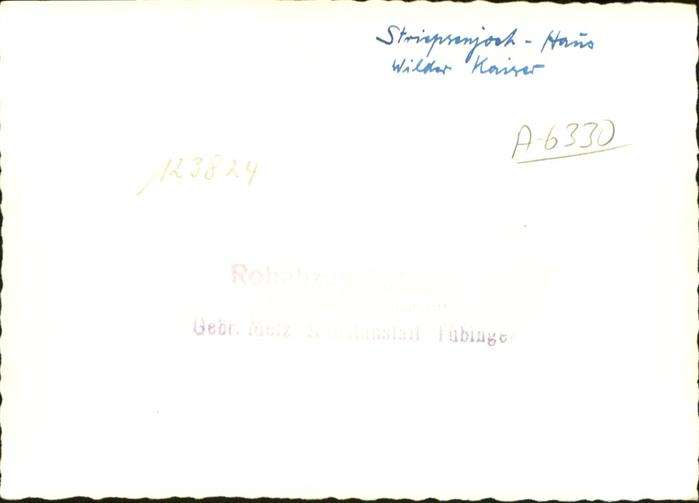 Stripsenjoch - Haus
Wilder Kaiser
A-6330
123824
Gebr. Metz Tübingen